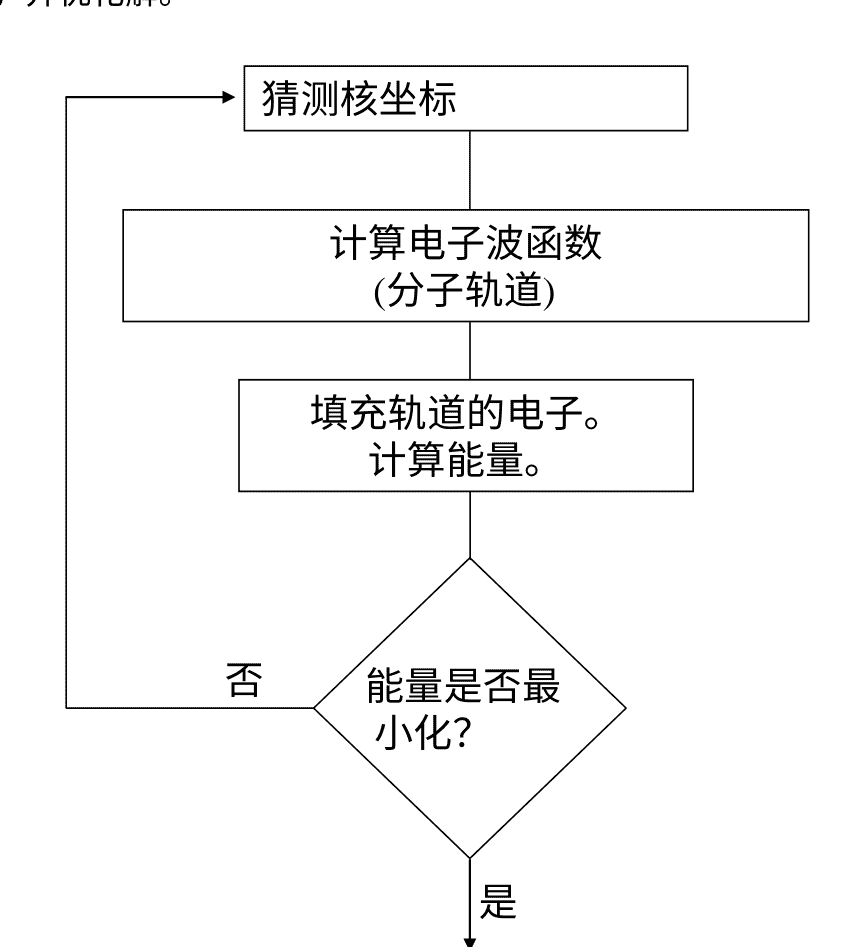 猜测核坐标
计算电子波函数
(分子轨道)
填充轨道的电子。
计算能量。
否
能量是否最
小化?
是